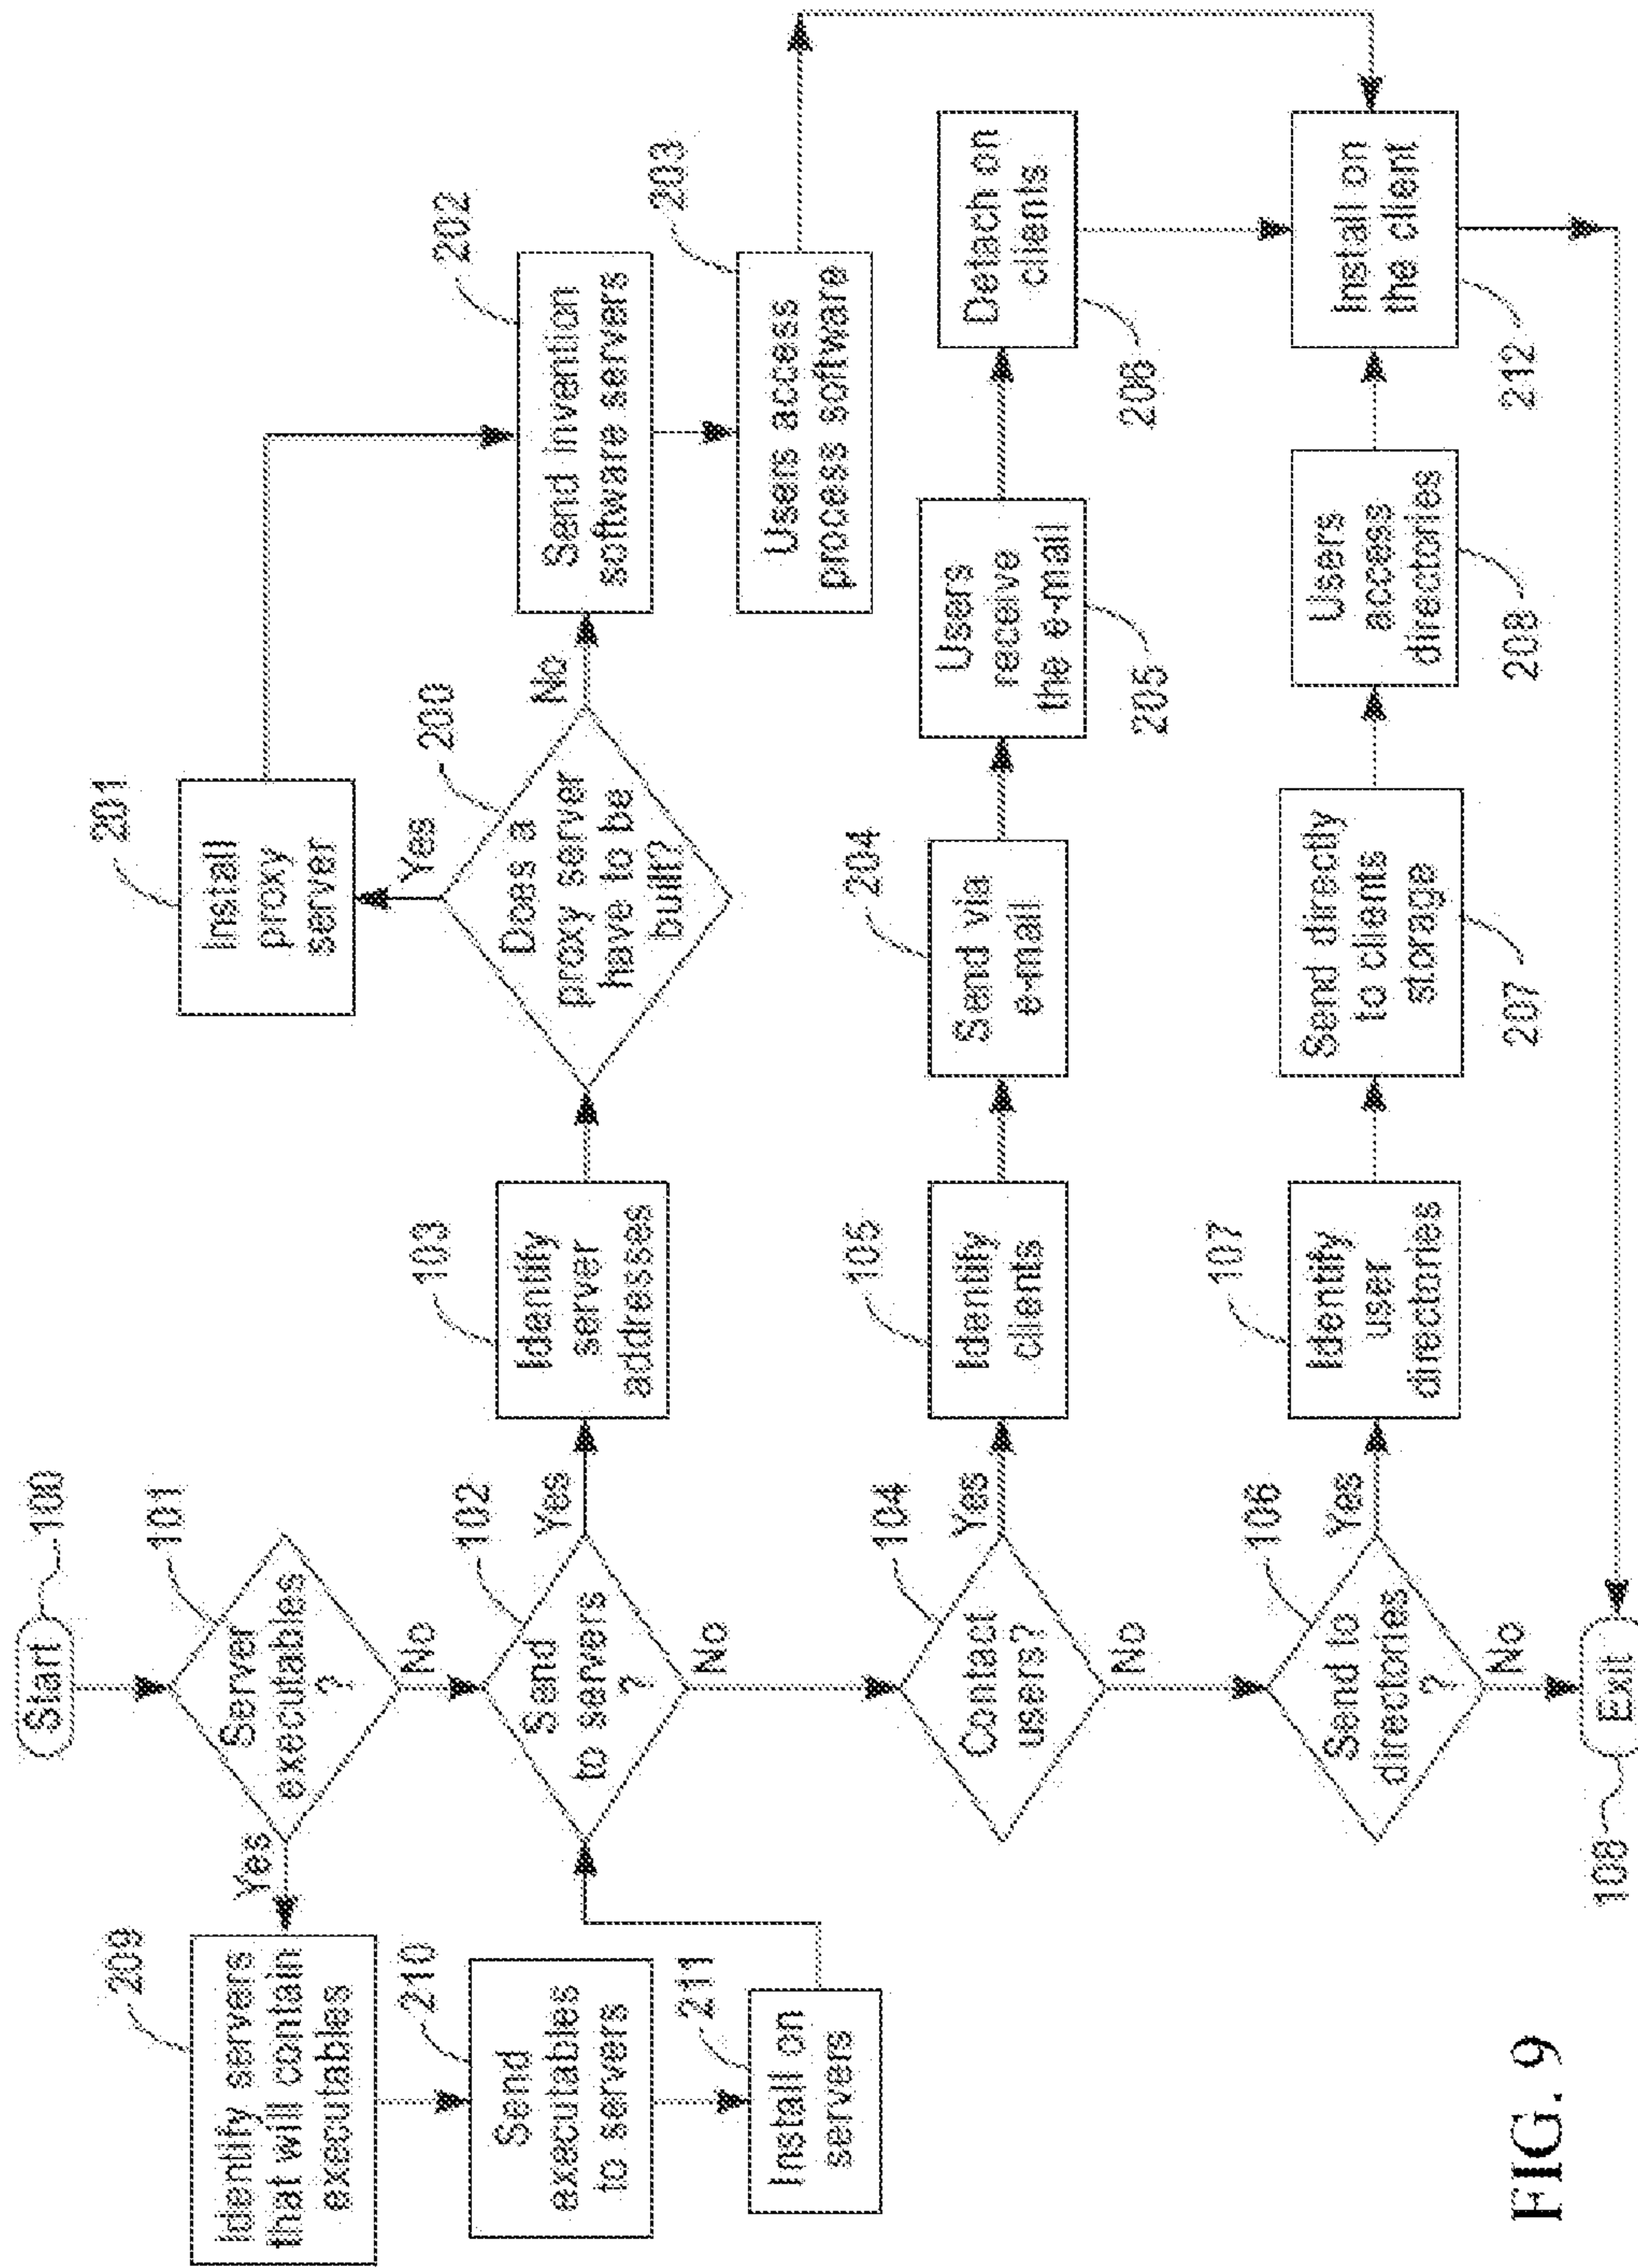 Start
100
Server
executables
?
101
Yes
No
Identify servers
that will contain
executables
209
Send
executables
to servers
210
Install on
servers
211
Send
to servers
?
102
Yes
No
Identify
server
addresses
103
Does a
proxy server
have to be
built?
200
Yes
No
Install
proxy
server
201
Send invention
software servers
202
Users access
process software
203
Contact
users?
104
Yes
No
Identify
clients
105
Send via
e-mail
204
Users
receive
the e-mail
205
Detach on
clients
206
Send to
directories
?
106
Yes
No
Identify
user
directories
107
Send directly
to clients
storage
207
Users
access
directories
208
Install on
the client
212
Exit
108
FIG. 9